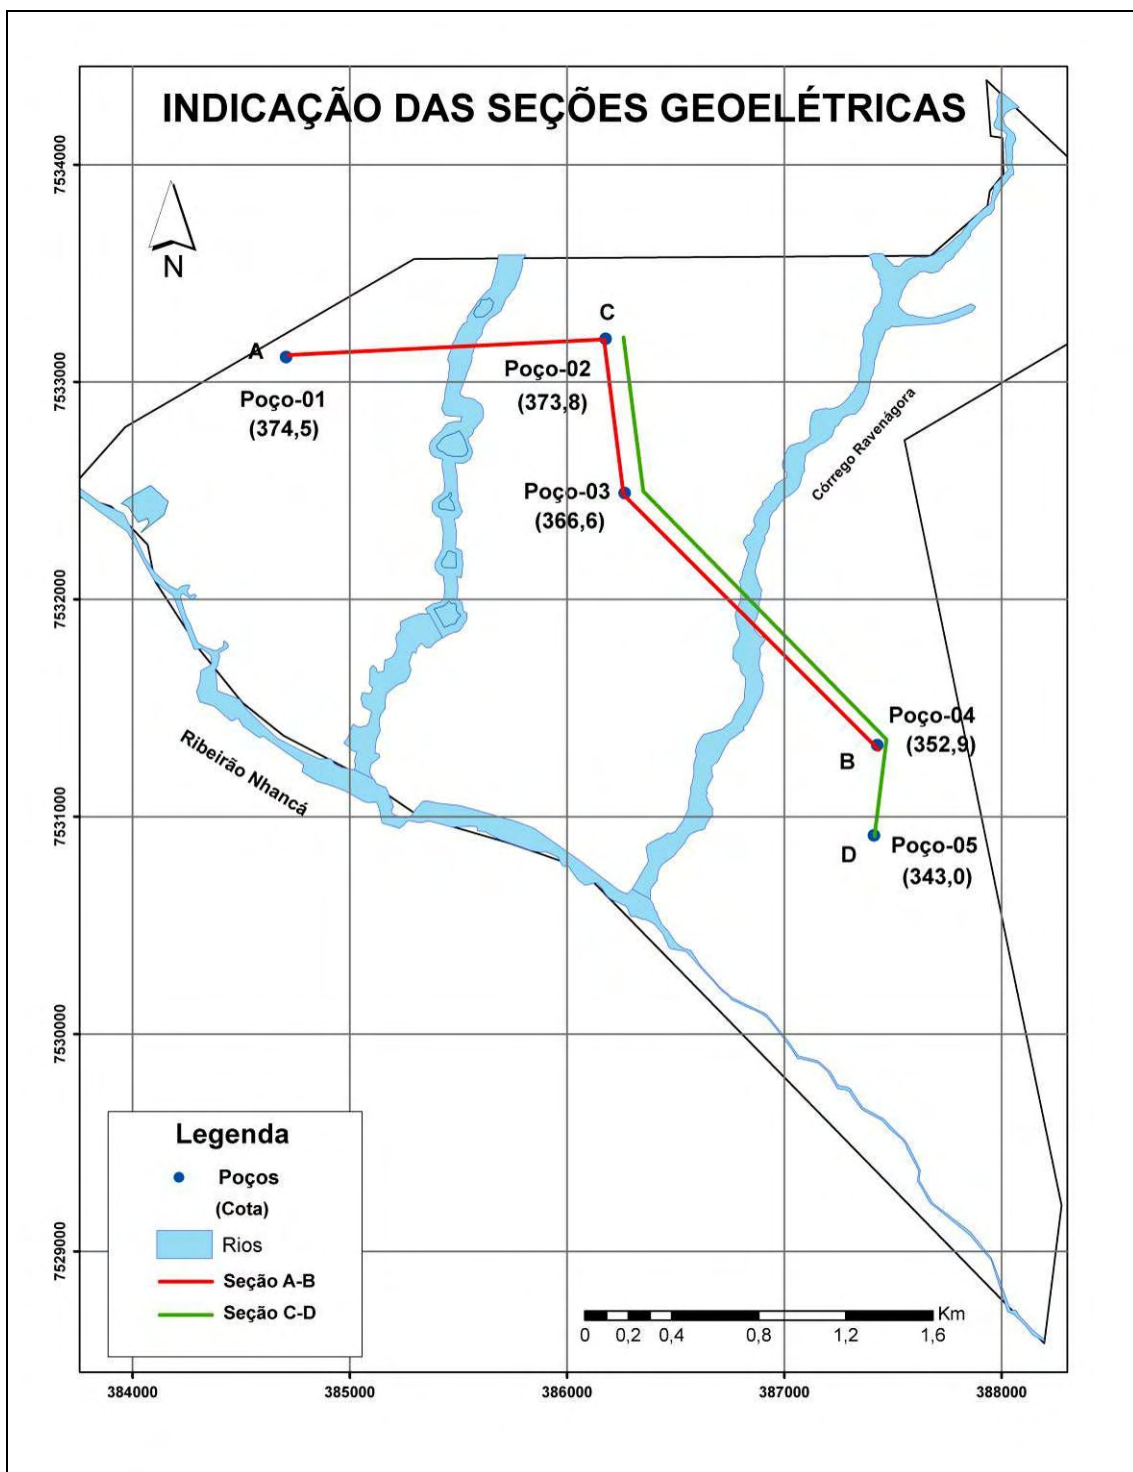 INDICAÇÃO DAS SEÇÕES GEOELÉTRICAS
7534000
N
C
A
Poço-02
(373,8)
7533000
Poço-01
(374,5)
Córrego Ravenágora
Poço-03
(366,6)
7532000
Poço-04
(352,9)
Ribeirão Nhancá
B
7531000
D
Poço-05
(343,0)
7530000
Legenda
Poços
(Cota)
Rios
7529000
Seção A-B
Seção C-D
Km
0 0,2 0,4 0,8 1,2 1,6
384000 385000 386000 387000 388000